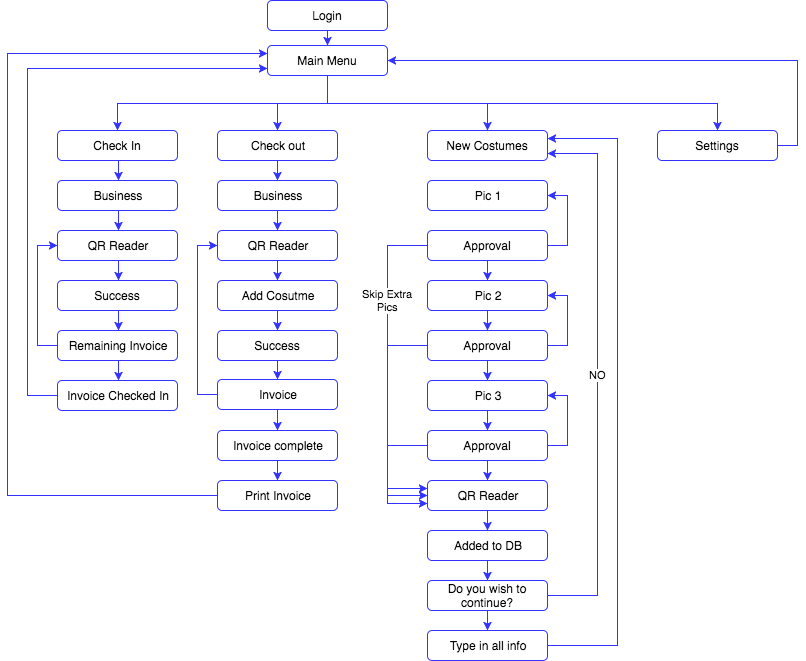 Login
Main Menu
Check In
Check out
New Costumes
Settings
Business
Business
Pic 1
QR Reader
QR Reader
Approval
Success
Add Cosutme
Skip Extra
Pics
Pic 2
Remaining Invoice
Success
Approval
NO
Invoice Checked In
Invoice
Pic 3
Invoice complete
Approval
Print Invoice
QR Reader
Added to DB
Do you wish to
continue?
Type in all info